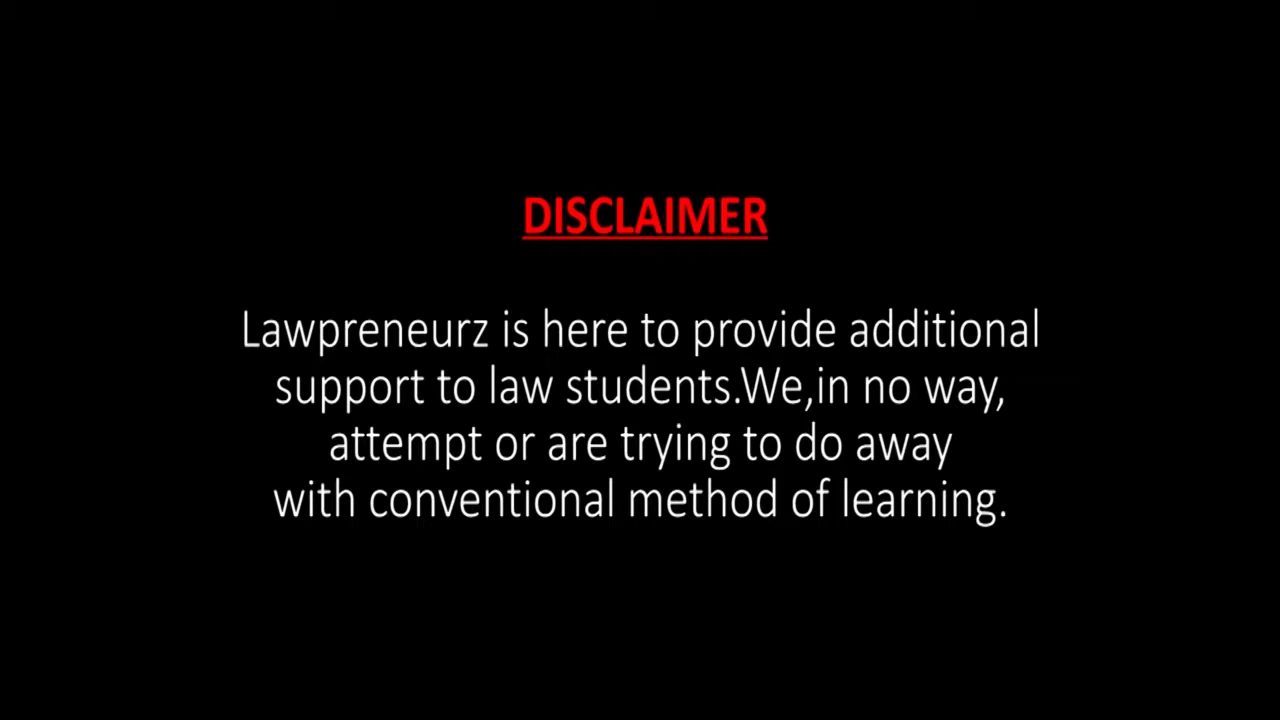 DISCLAIMER
Lawpreneurz is here to provide additional
support to law students.We,in no way,
attempt or are trying to do away
with conventional method of learning.